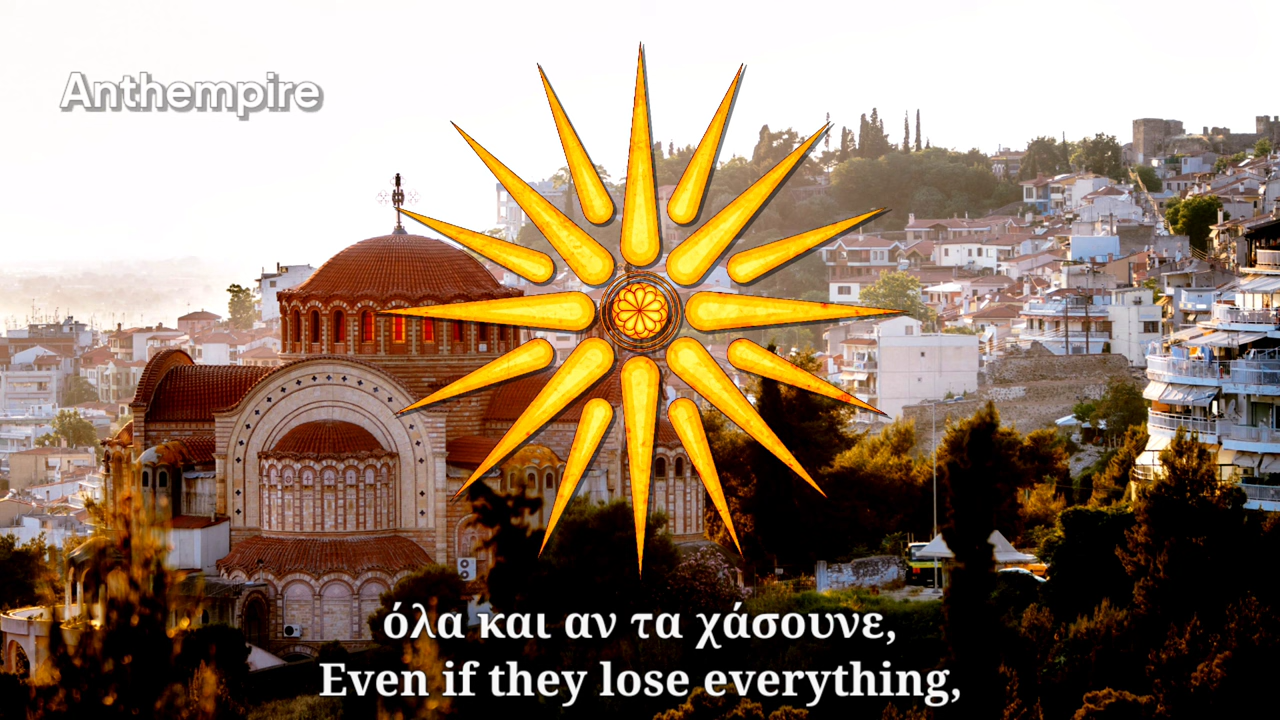 Anthempire
όλα και αν τα χάσουνε,
Even if they lose everything,